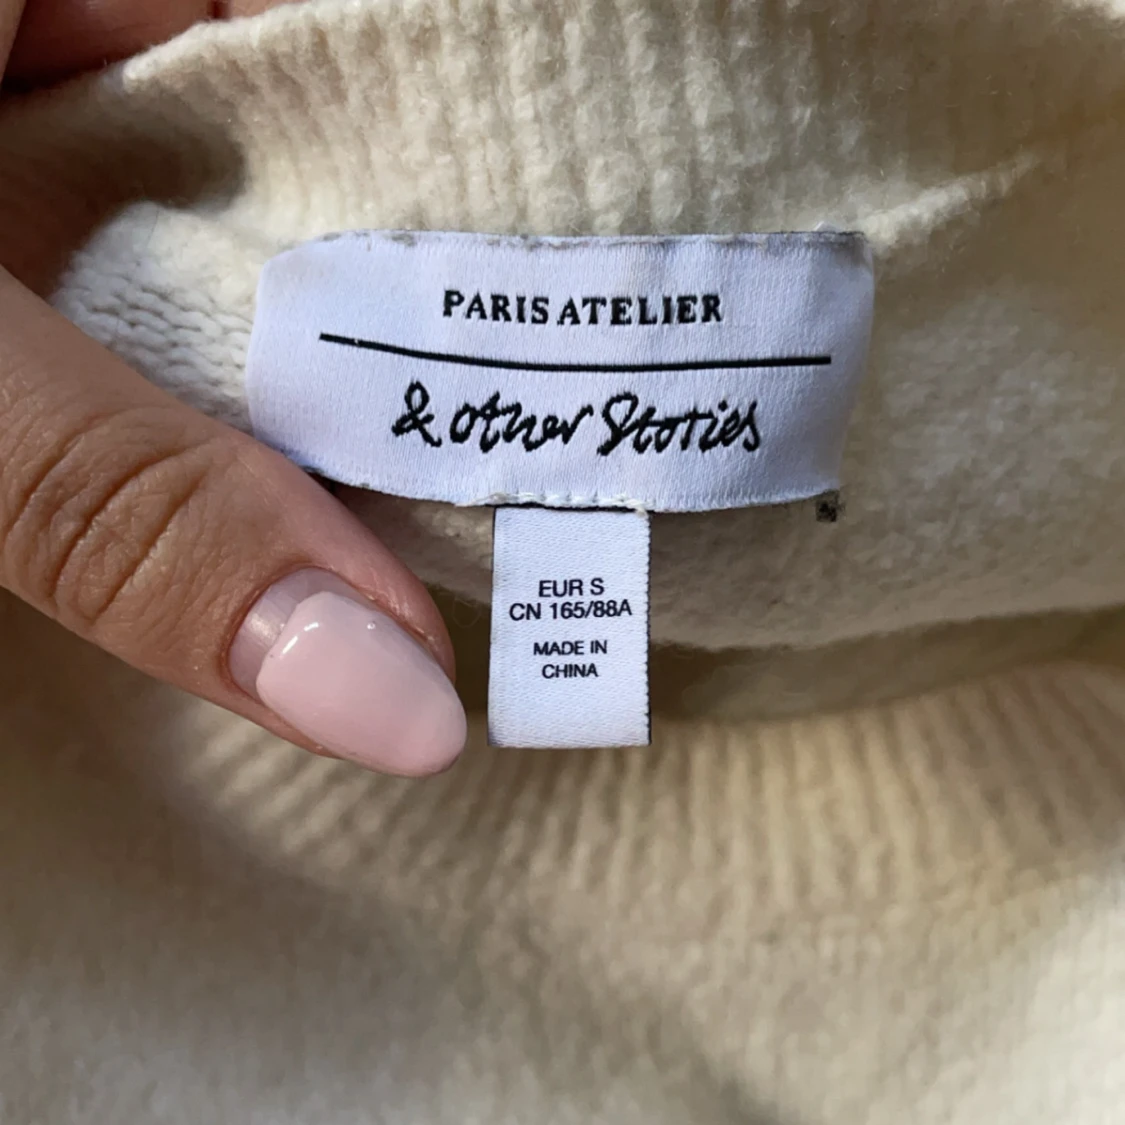 PARIS ATELIER
& other Stories
EUR S
CN 165/88A
MADE IN
CHINA